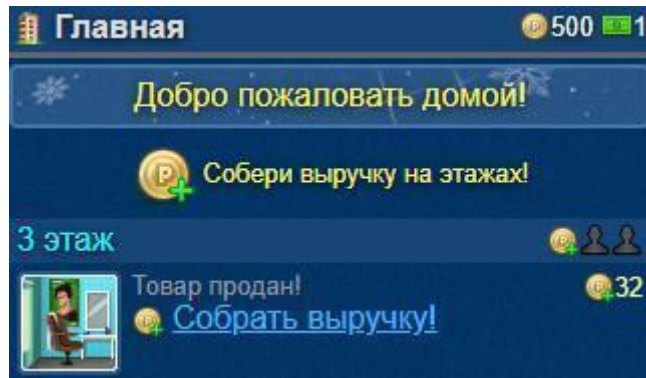 Главная 500 1
Добро пожаловать домой!
Собери выручку на этажах!
3 этаж
Товар продан! 32
Собрать выручку!